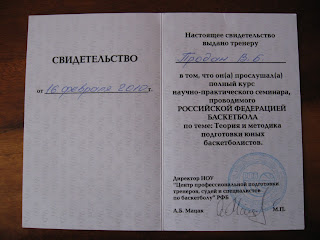 СВИДЕТЕЛЬСТВО
от 16 февраля 2010 г.
Настоящее свидетельство
выдано тренеру
Продан В.Б.
в том, что он(а) прослушал(а)
полный курс
научно-практического семинара,
проводимого
РОССИЙСКОЙ ФЕДЕРАЦИЕЙ
БАСКЕТБОЛА
по теме: Теория и методика
подготовки юных
баскетболистов.
Директор НОУ
"Центр профессиональной подготовки
тренеров, судей и специалистов
по баскетболу" РФБ
А.Б. Мацак М.П.